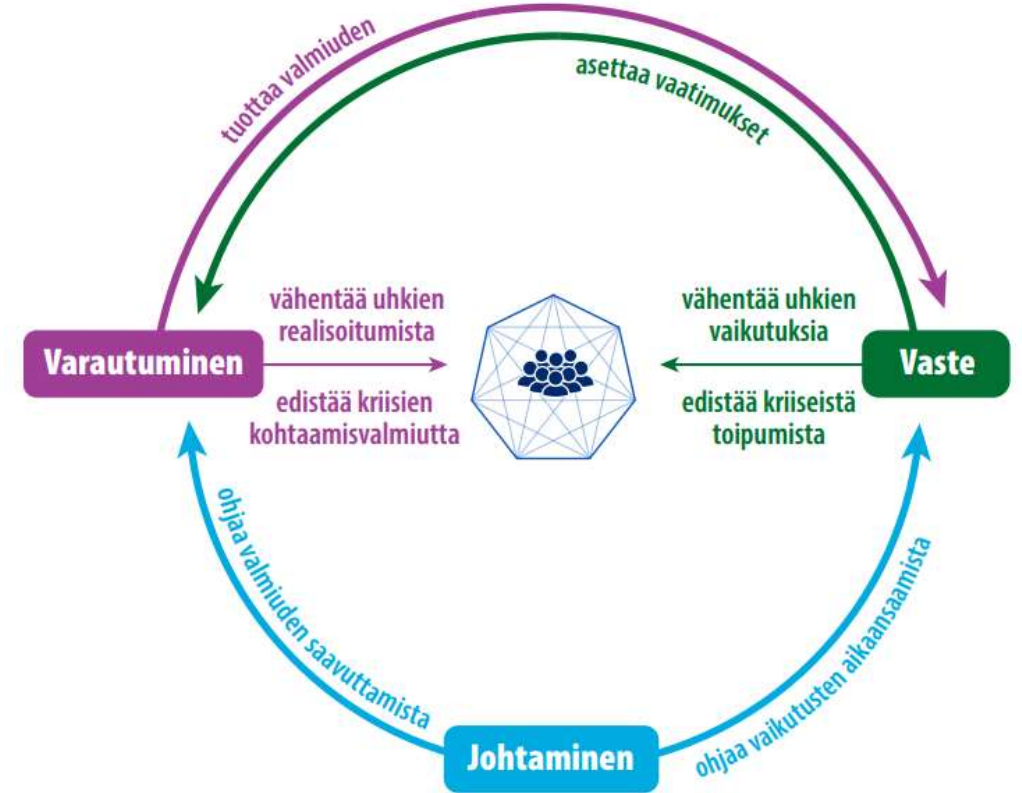 tuottaa valmiuden
asettaa vaatimukset
vähentää uhkien
realisoitumista
vähentää uhkien
vaikutuksia
Varautuminen
Vaste
edistää kriisien
kohtaamisvalmiutta
edistää kriiseistä
toipumista
ohjaa valmiuden saavuttamista
ohjaa vaikutusten aikaansaamista
Johtaminen